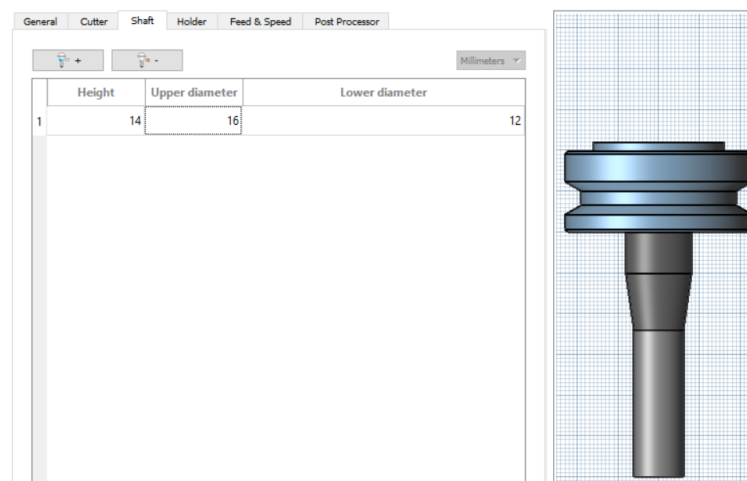 General Cutter Shaft Holder Feed & Speed Post Processor
+ - Millimeters
Height Upper diameter Lower diameter
1 14 16 12